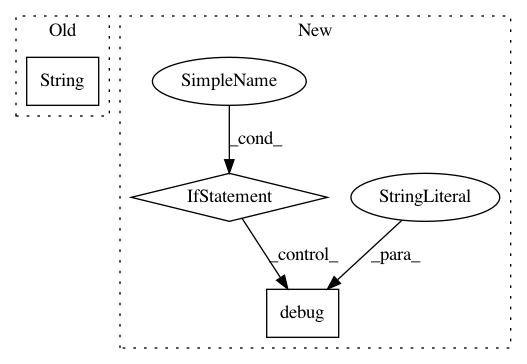 Old
New
String
SimpleName
_cond_
IfStatement
StringLiteral
_control_
_para_
debug